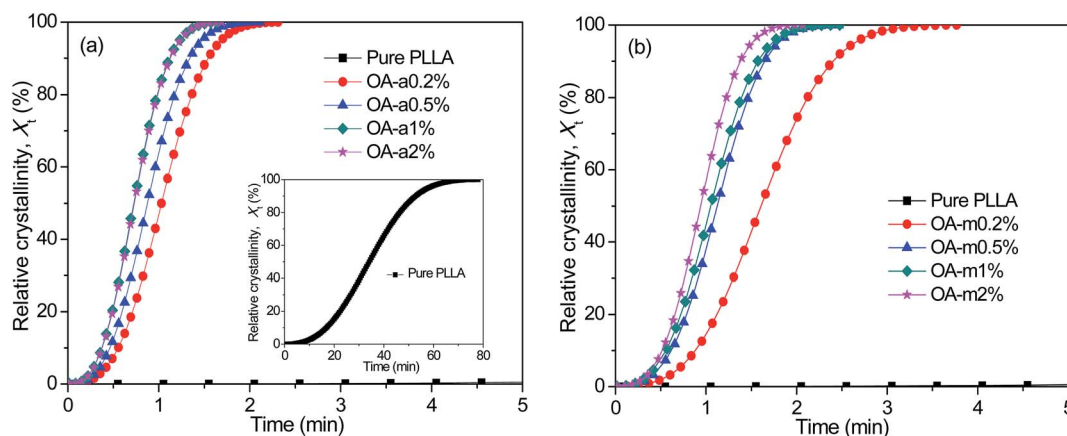 (a)
Relative crystallinity, Xt (%)
100
80
60
40
20
0
Pure PLLA
OA-a0.2%
OA-a0.5%
OA-a1%
OA-a2%
Relative crystallinity, Xt (%)
100
80
60
40
20
0
Pure PLLA
0 20 40 60 80
Time (min)
0 1 2 3 4 5
Time (min)
(b)
Relative crystallinity, Xt (%)
100
80
60
40
20
0
Pure PLLA
OA-m0.2%
OA-m0.5%
OA-m1%
OA-m2%
0 1 2 3 4 5
Time (min)